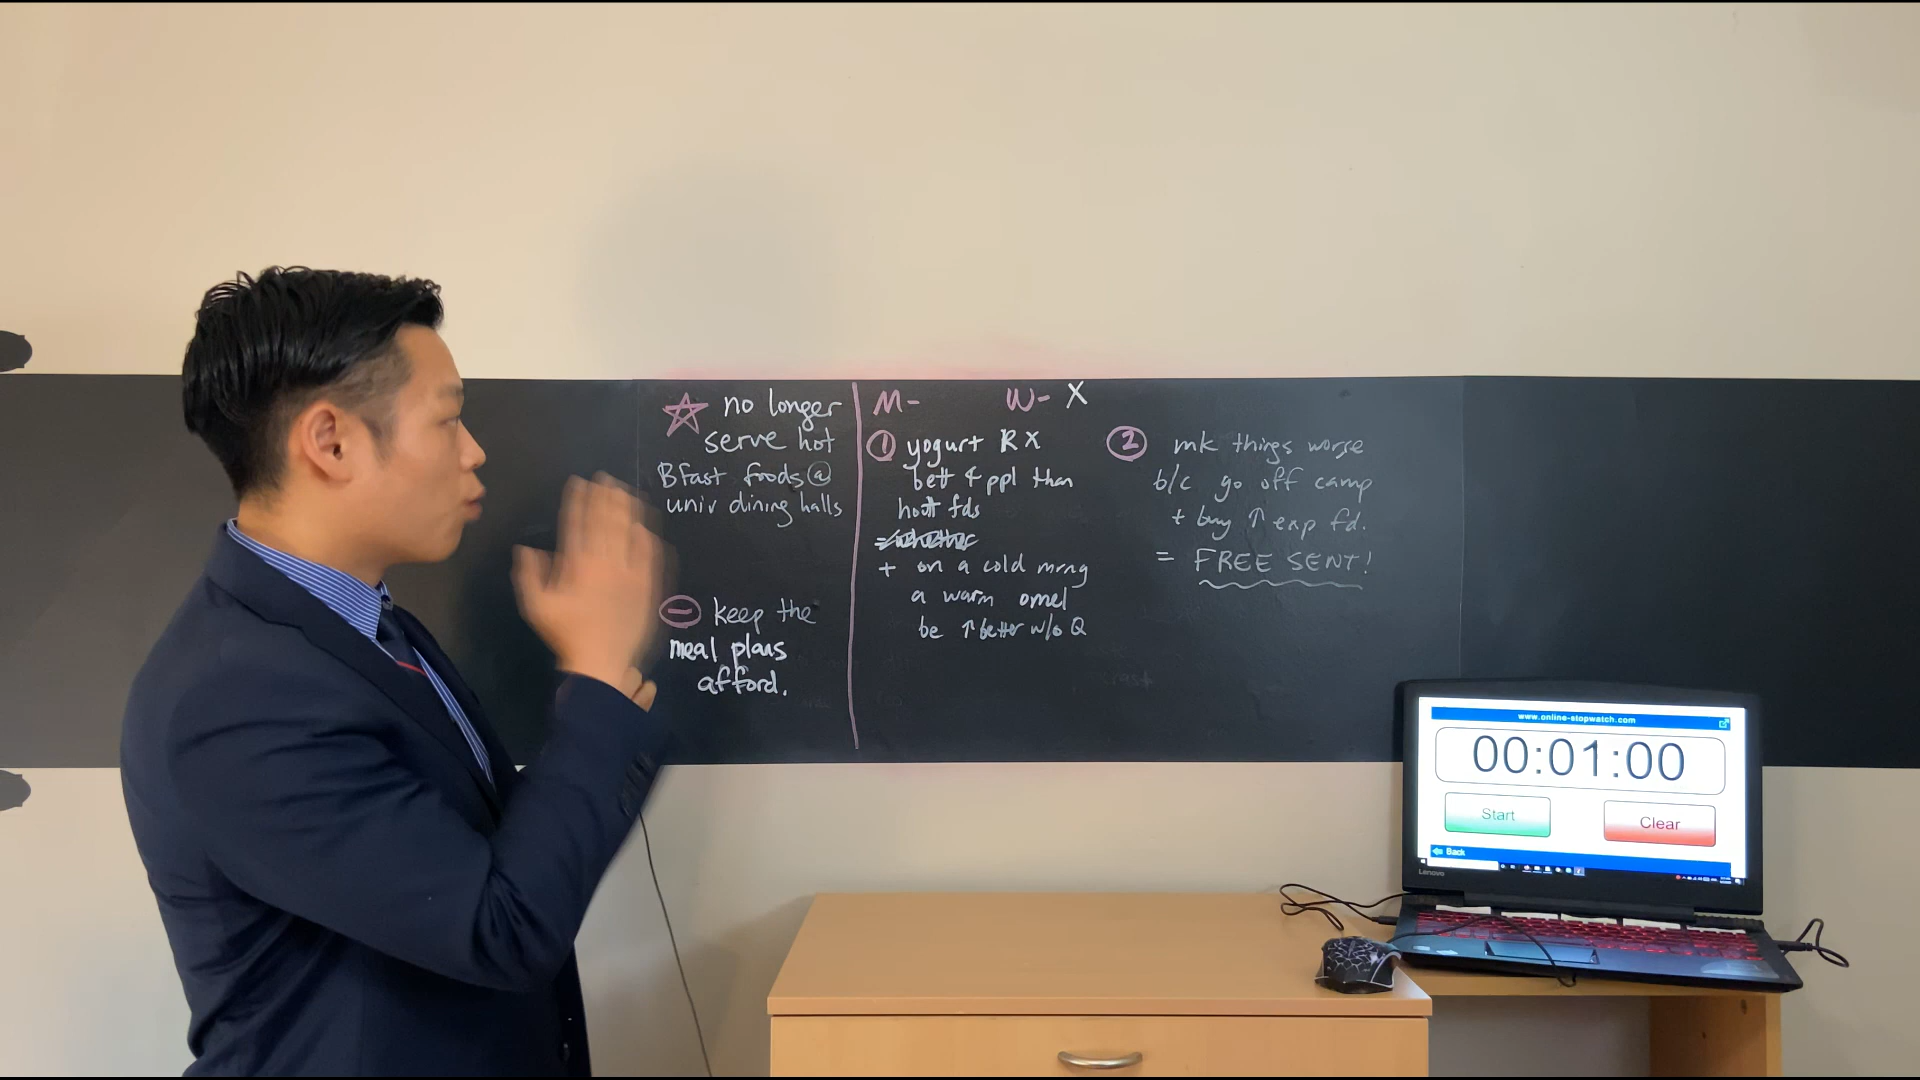 no longer
serve hot
Bfast foods @
univ dining halls
keep the
meal plans
afford.
M-
W- X
1 yogurt RX
bett 4 ppl than
hott fds
+ on a cold mrng
a warm omel
be ↑ better w/o Q
2 mk things worse
b/c go off camp
+ buy ↑ exp fd.
= FREE SENT!
www.online-stopwatch.com
00:01:00
Start
Clear
Back
Lenovo